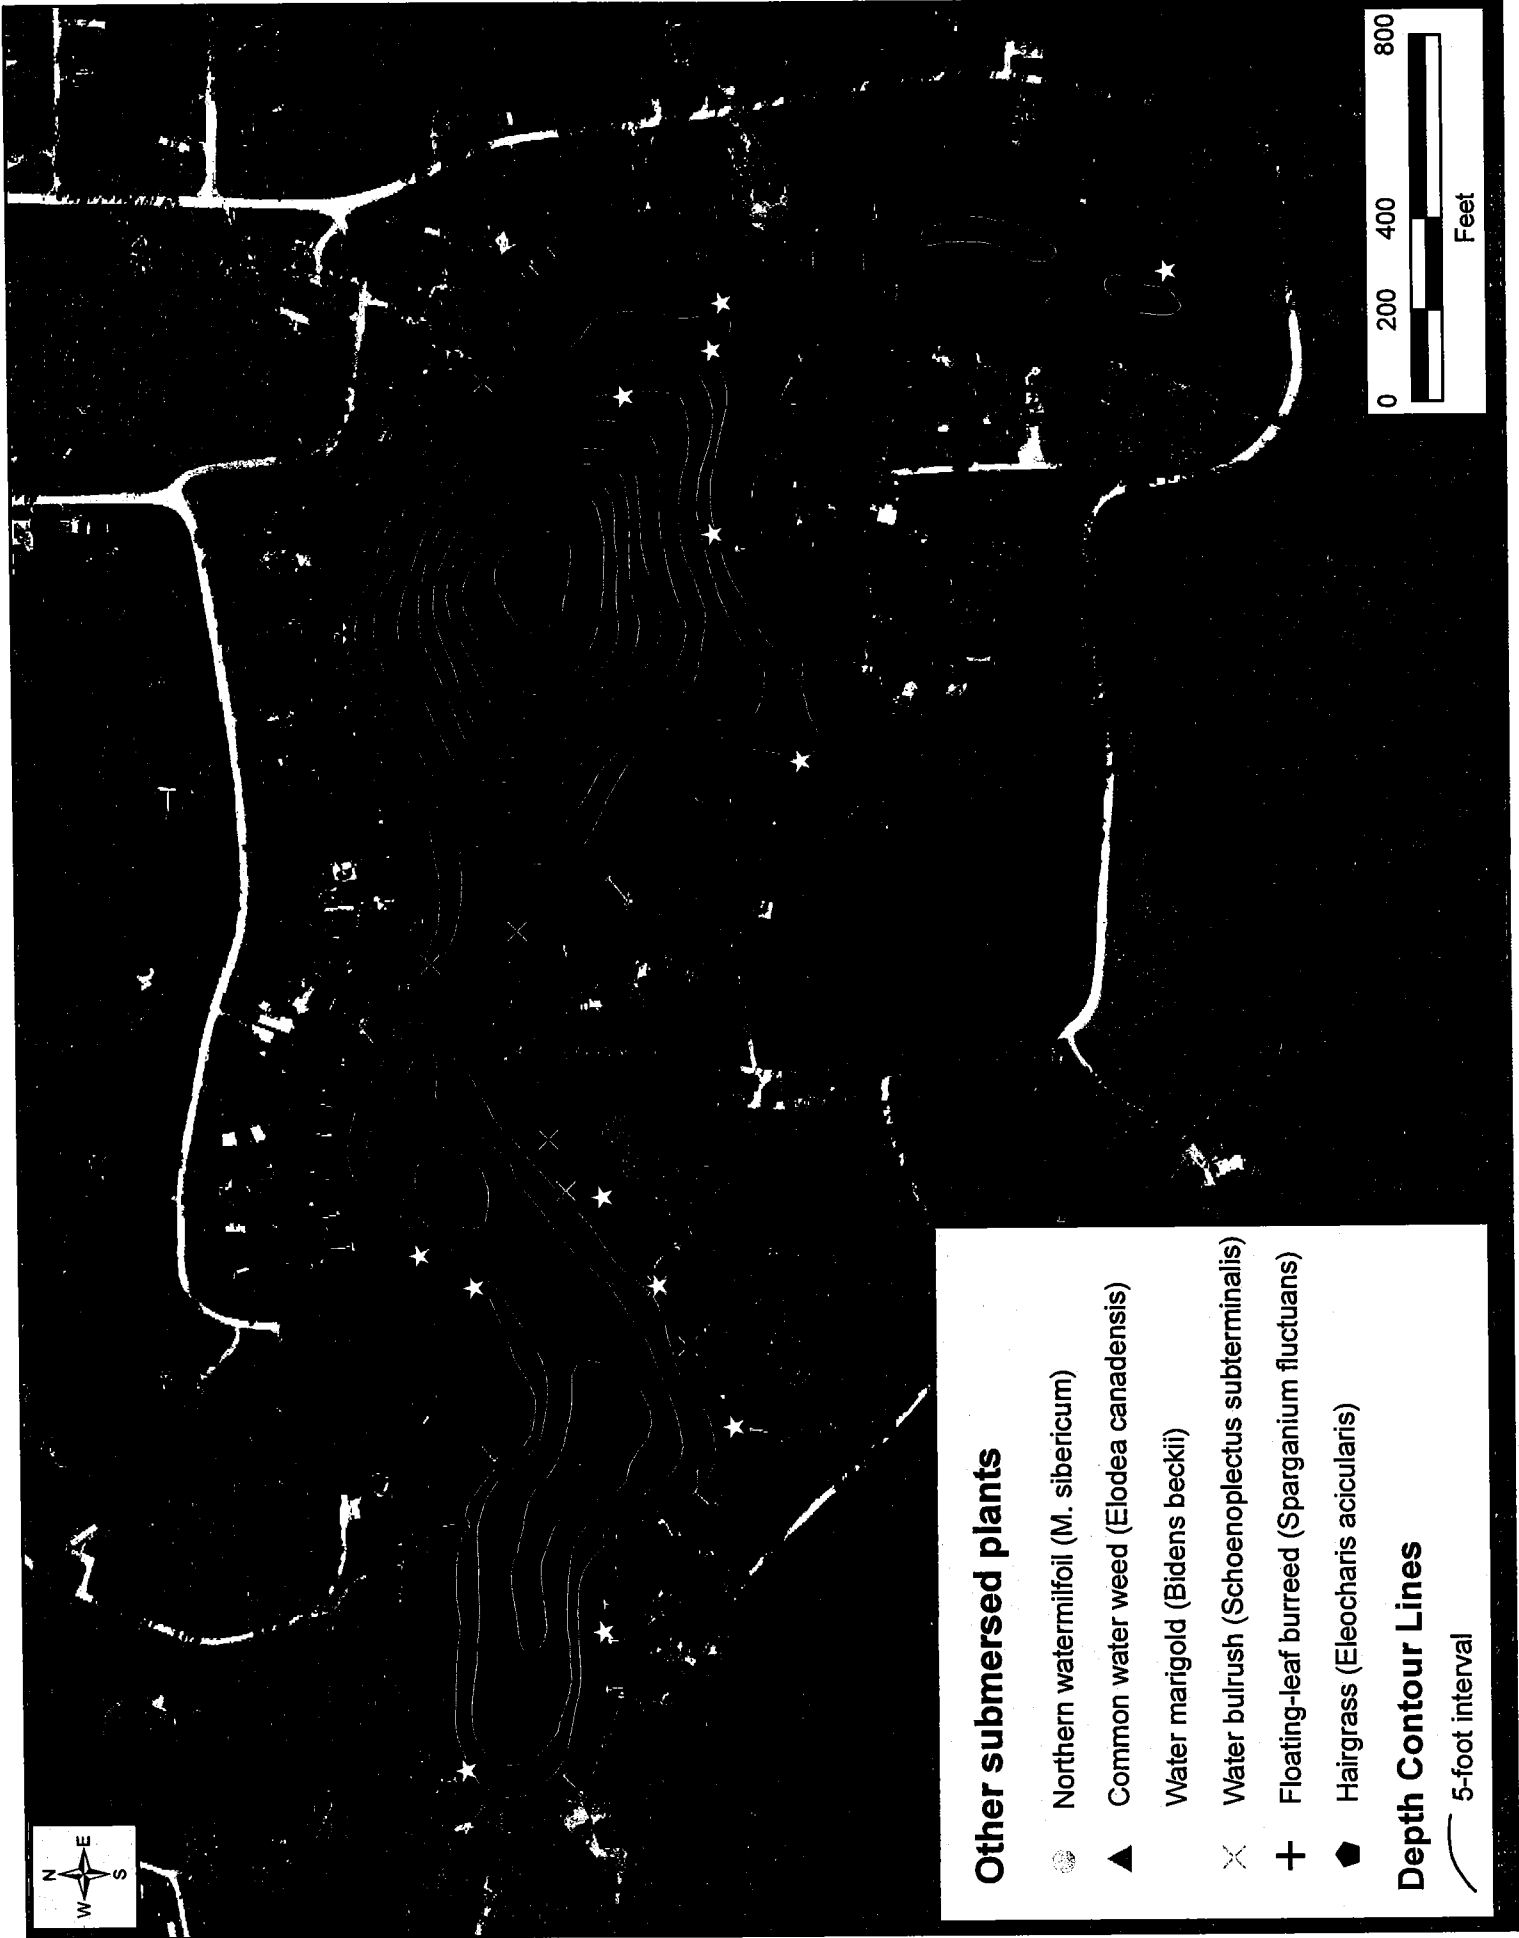 N
W E
S
Other submersed plants
Northern watermilfoil (M. sibericum)
Common water weed (Elodea canadensis)
Water marigold (Bidens beckii)
Water bulrush (Schoenoplectus subterminalis)
Floating-leaf burreed (Sparganium fluctuans)
Hairgrass (Eleocharis acicularis)
Depth Contour Lines
5-foot interval
0 200 400 800
Feet